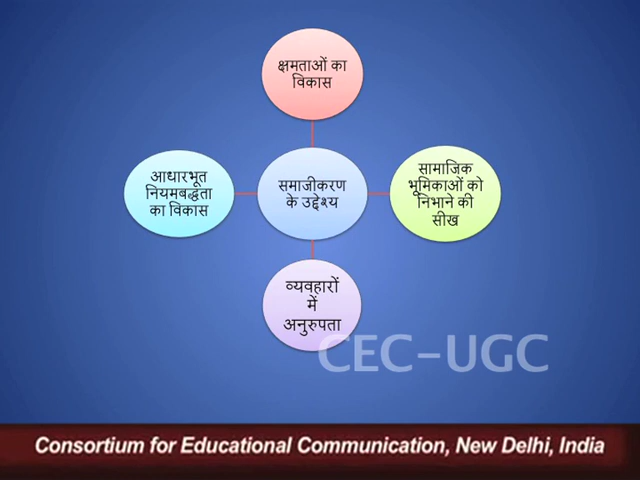 क्षमताओं का
विकास
आधारभूत
नियमबद्धता
का विकास
समाजीकरण
के उद्देश्य
सामाजिक
भूमिकाओं को
निभाने की
सीख
व्यवहारों
में
अनुरुपता
CEC-UGC
Consortium for Educational Communication, New Delhi, India